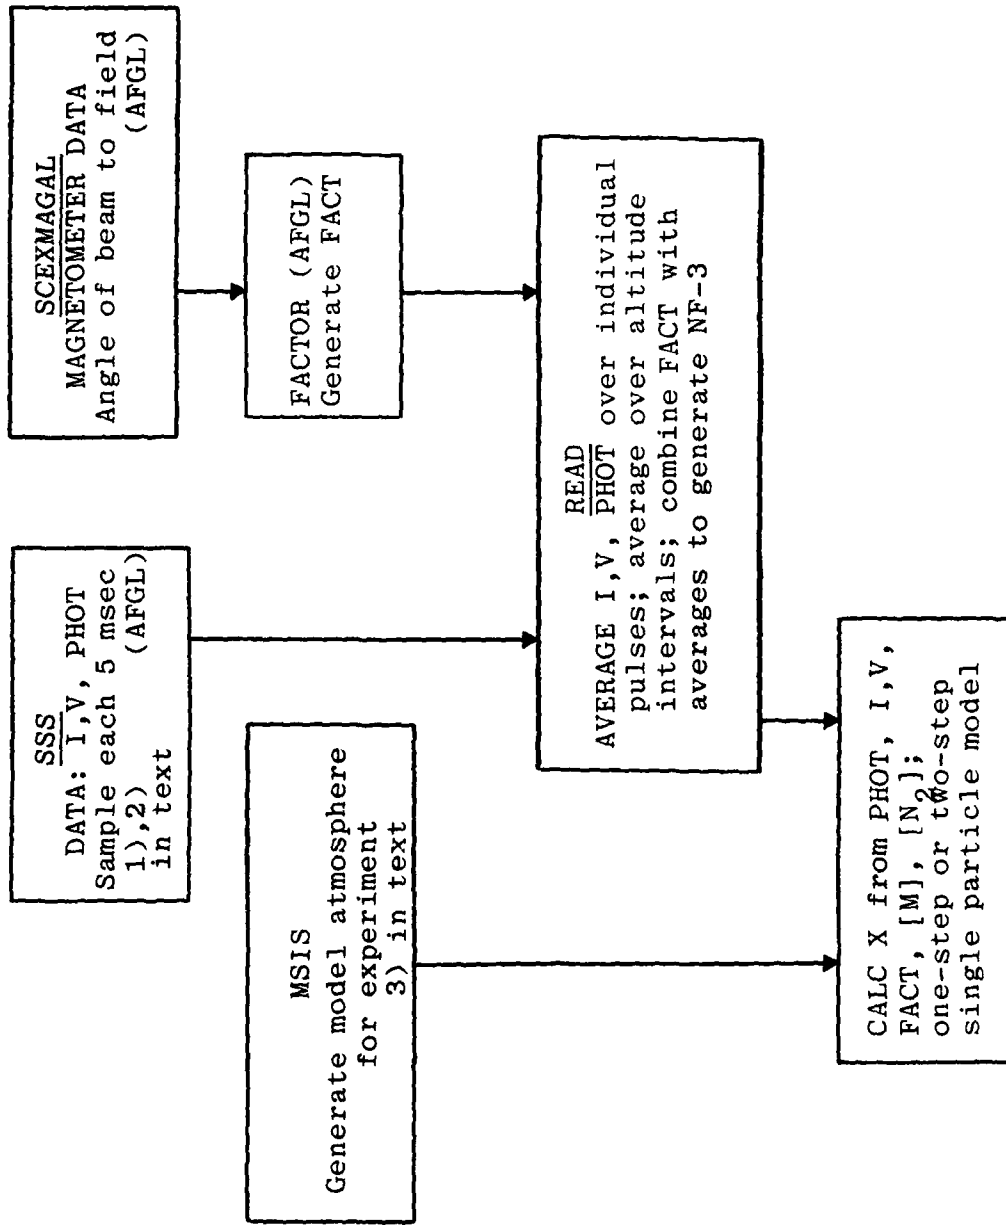 SCEXMAGAL
MAGNETOMETER DATA
Angle of beam to field
(AFGL)
SSS
DATA: I,V, PHOT
Sample each 5 msec
1),2) (AFGL)
in text
FACTOR (AFGL)
Generate FACT
MSIS
Generate model atmosphere
for experiment
3) in text
READ
AVERAGE I,V, PHOT over individual
pulses; average over altitude
intervals; combine FACT with
averages to generate NF-3
CALC X from PHOT, I,V,
FACT, [M], [N2];
one-step or two-step
single particle model